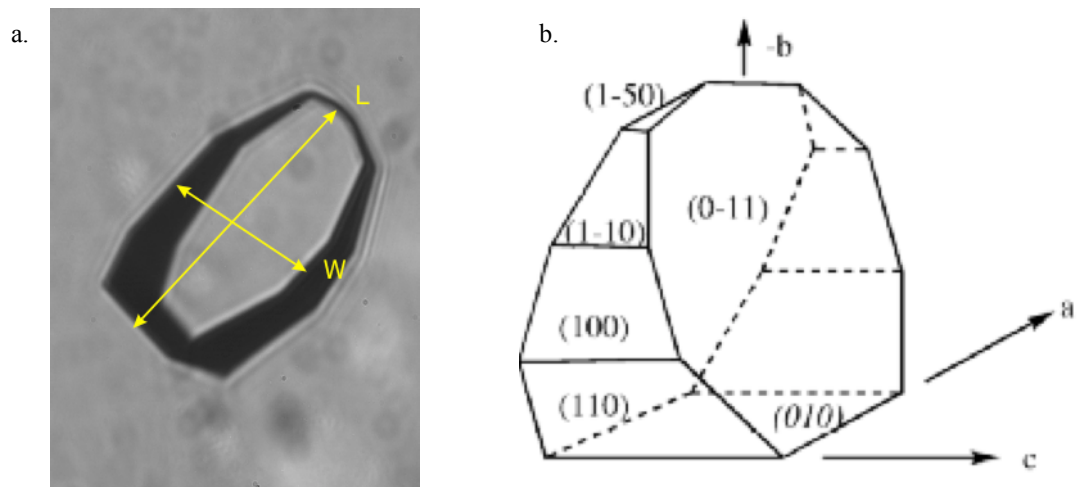 a.
L
W
b.
-b
(1-50)
(0-11)
(1-10)
(100)
a
(110)
(010)
c